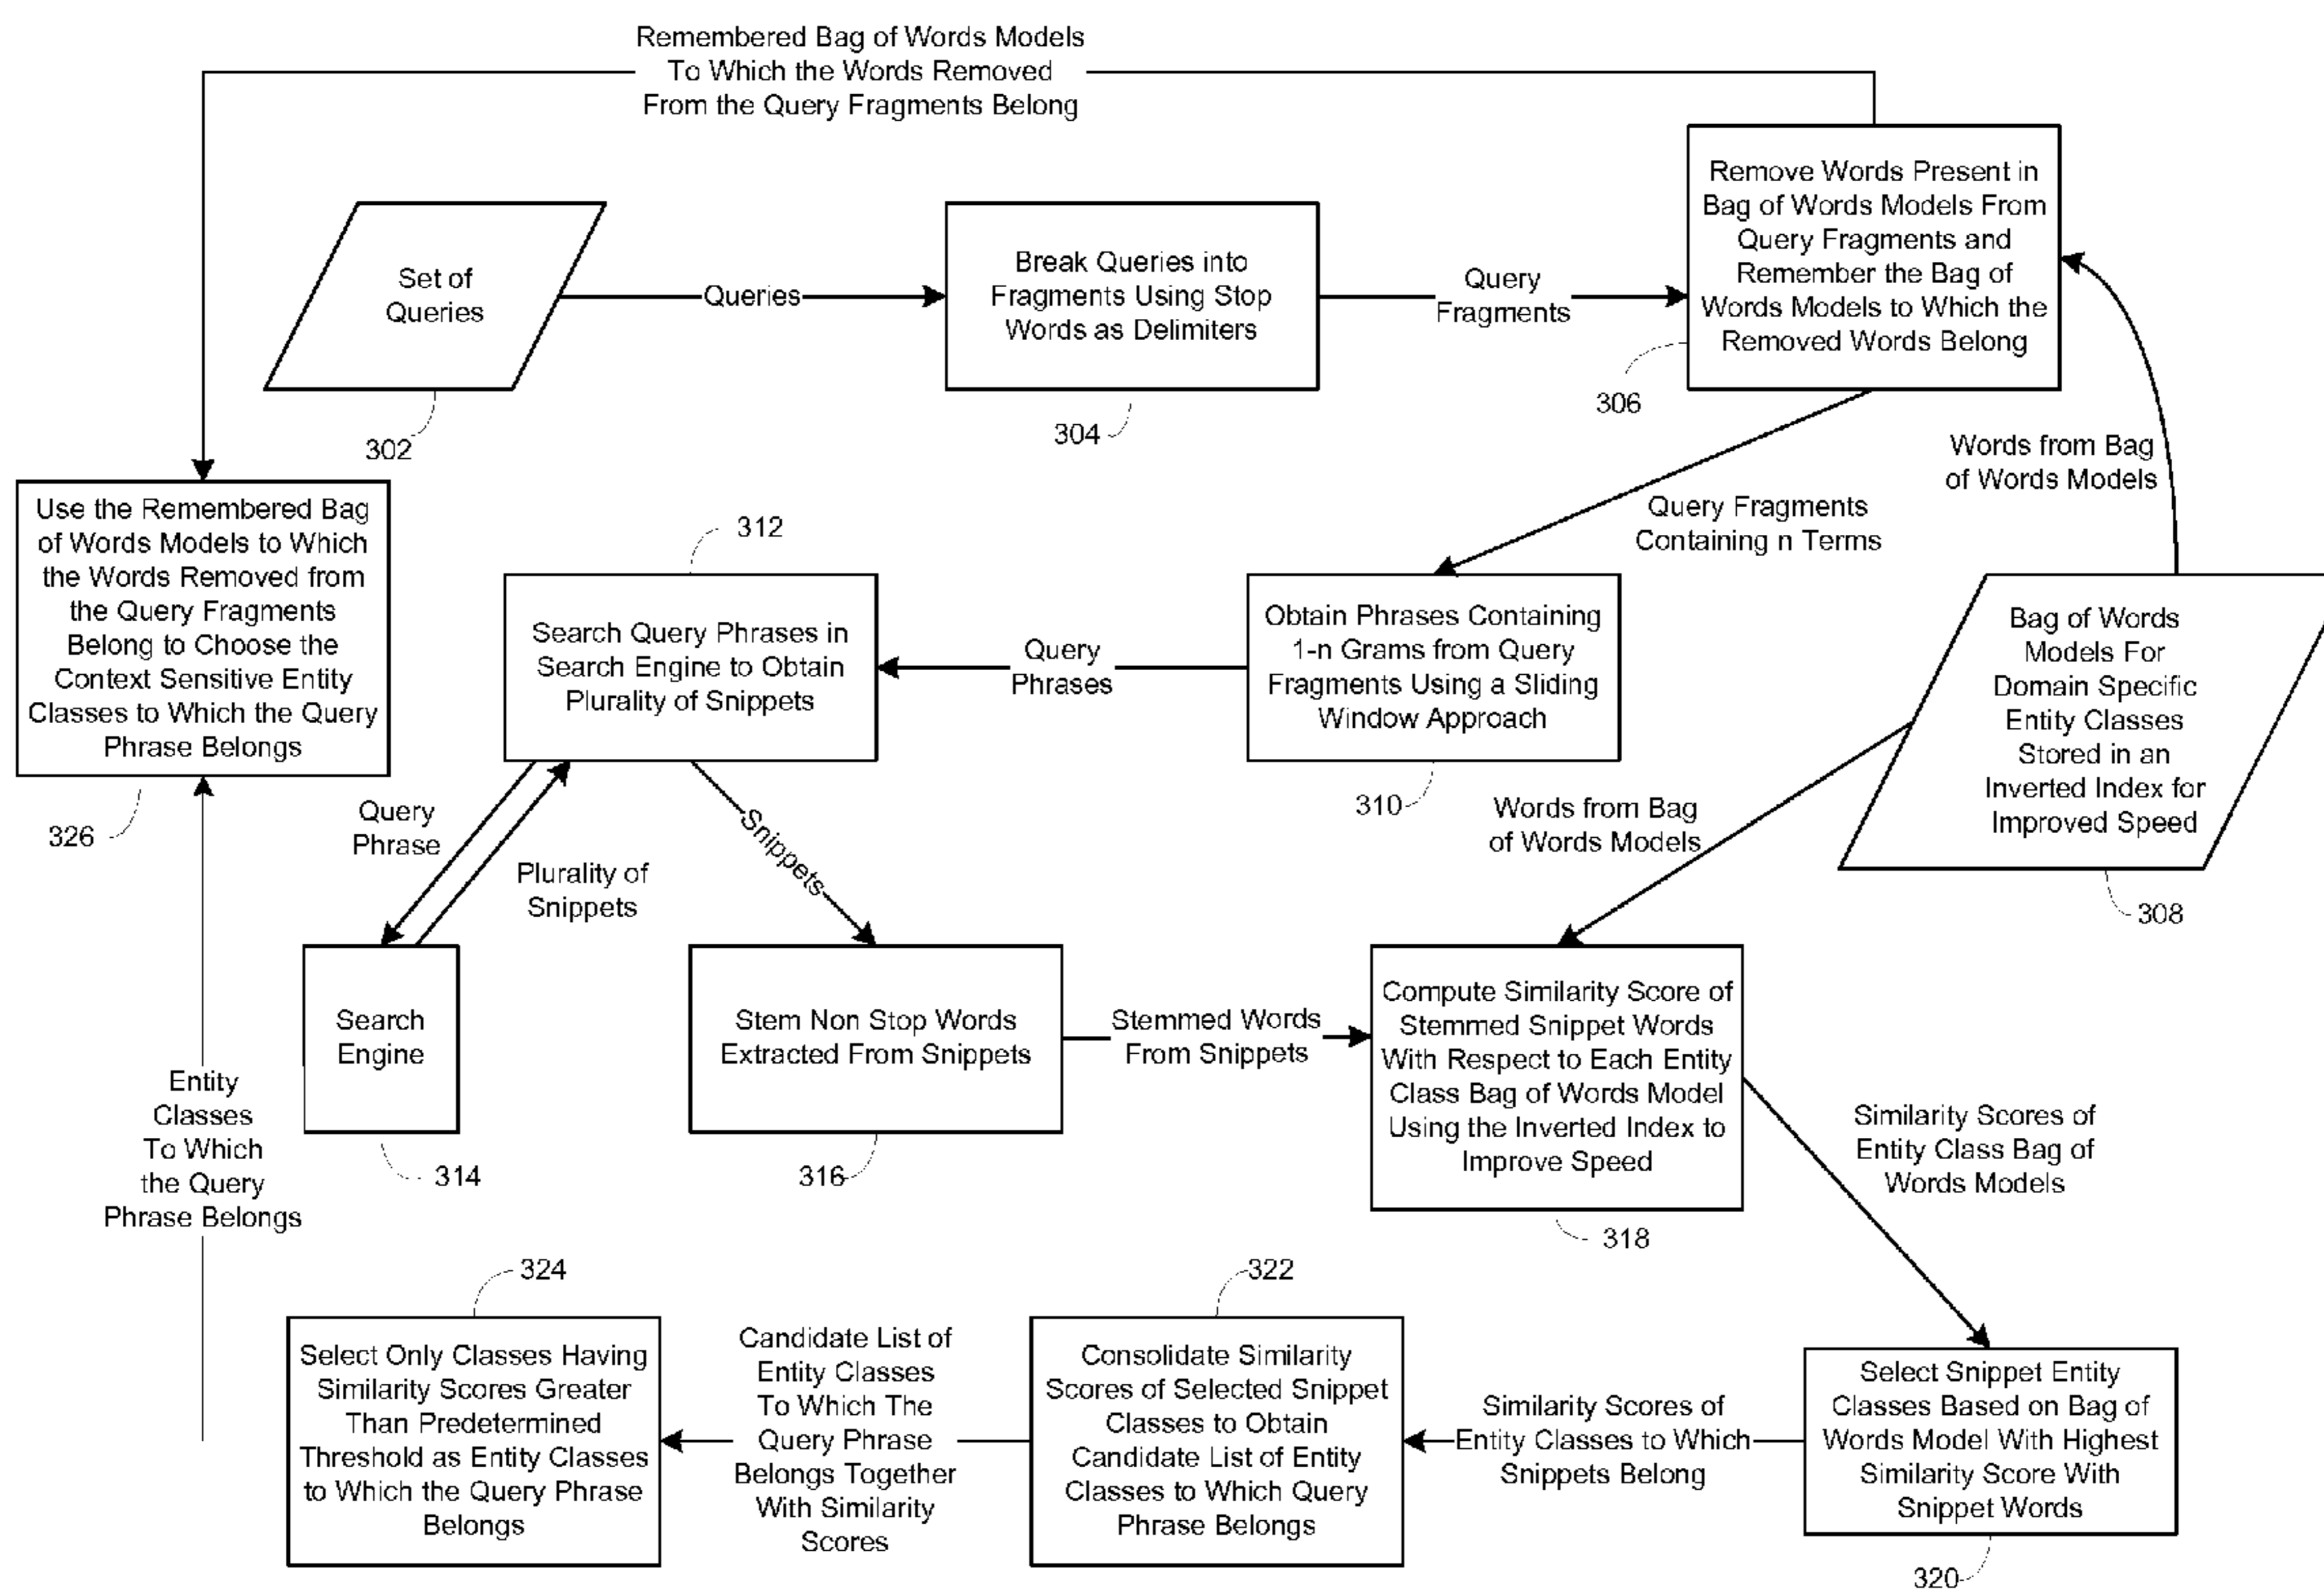 Remembered Bag of Words Models
To Which the Words Removed
From the Query Fragments Belong
Set of
Queries
302
Queries
Break Queries into
Fragments Using Stop
Words as Delimiters
304
Query
Fragments
Remove Words Present in
Bag of Words Models From
Query Fragments and
Remember the Bag of
Words Models to Which the
Removed Words Belong
306
Words from Bag
of Words Models
Query Fragments
Containing n Terms
Use the Remembered Bag
of Words Models to Which
the Words Removed from
the Query Fragments
Belong to Choose the
Context Sensitive Entity
Classes to Which the Query
Phrase Belongs
326
312
Search Query Phrases in
Search Engine to Obtain
Plurality of Snippets
Query
Phrases
Obtain Phrases Containing
1-n Grams from Query
Fragments Using a Sliding
Window Approach
310
Bag of Words
Models For
Domain Specific
Entity Classes
Stored in an
Inverted Index for
Improved Speed
308
Query
Phrase
Plurality of
Snippets
Snippets
Words from Bag
of Words Models
Search
Engine
314
Stem Non Stop Words
Extracted From Snippets
316
Stemmed Words
From Snippets
Compute Similarity Score of
Stemmed Snippet Words
With Respect to Each Entity
Class Bag of Words Model
Using the Inverted Index to
Improve Speed
318
Similarity Scores of
Entity Class Bag of
Words Models
Entity
Classes
To Which
the Query
Phrase Belongs
324
Select Only Classes Having
Similarity Scores Greater
Than Predetermined
Threshold as Entity Classes
to Which the Query Phrase
Belongs
Candidate List of
Entity Classes
To Which The
Query Phrase
Belongs Together
With Similarity
Scores
322
Consolidate Similarity
Scores of Selected Snippet
Classes to Obtain
Candidate List of Entity
Classes to Which Query
Phrase Belongs
Similarity Scores of
Entity Classes to Which
Snippets Belong
Select Snippet Entity
Classes Based on Bag of
Words Model With Highest
Similarity Score With
Snippet Words
320